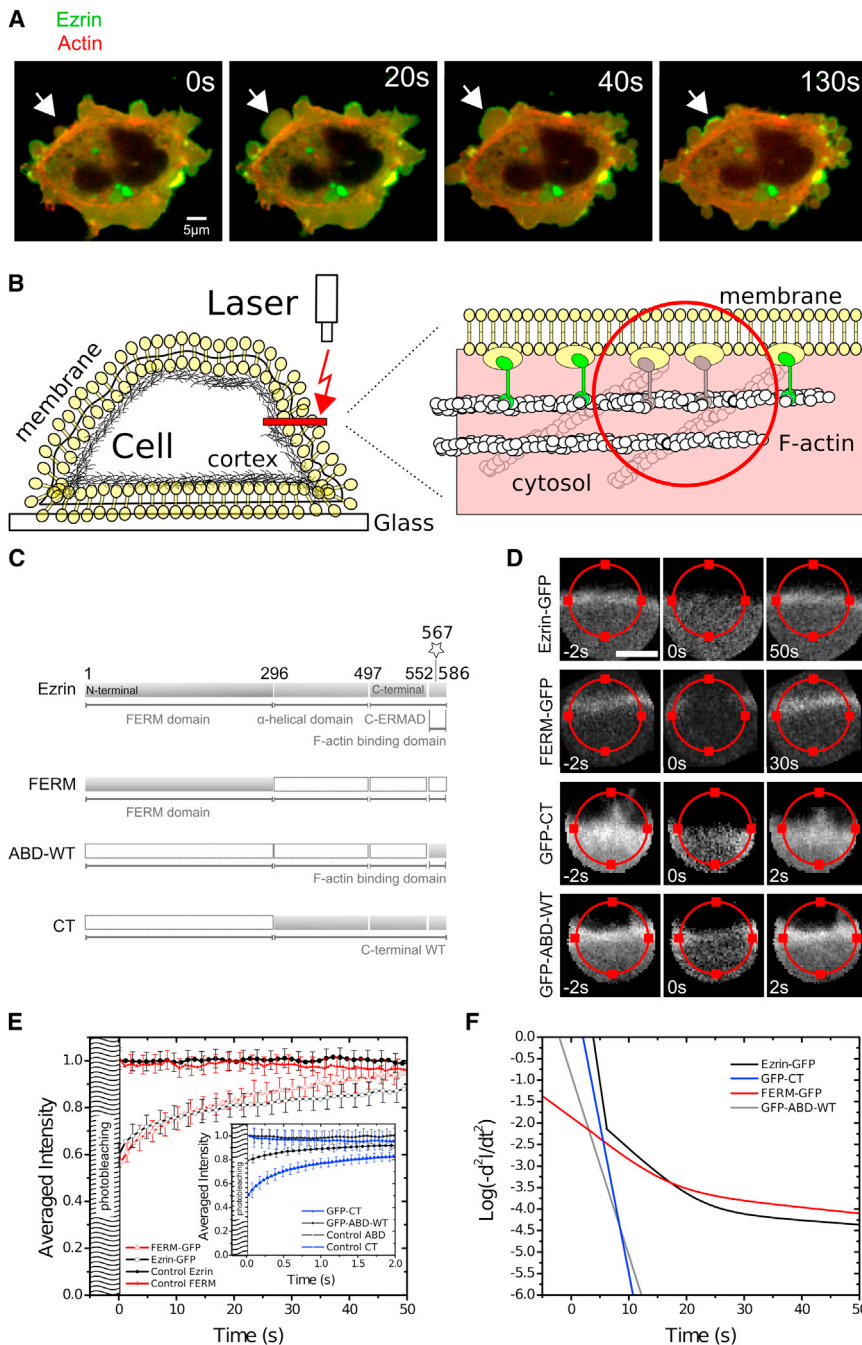 A
Ezrin
Actin
0s
20s
40s
130s
5µm
B
Laser
membrane
Cell
cortex
Glass
membrane
F-actin
cytosol
C
567
1
296
497
552
586
Ezrin
N-terminal
C-terminal
FERM domain
α-helical domain
C-ERMAD
F-actin binding domain
FERM
FERM domain
ABD-WT
F-actin binding domain
CT
C-terminal WT
D
Ezrin-GFP
-2s
0s
50s
FERM-GFP
-2s
0s
30s
GFP-CT
-2s
0s
2s
GFP-ABD-WT
-2s
0s
2s
E
Averaged Intensity
1.0
0.8
0.6
0.4
0.2
0.0
photobleaching
FERM-GFP
Ezrin-GFP
Control Ezrin
Control FERM
0
10
20
30
40
50
Time (s)
Averaged Intensity
1.0
0.8
0.6
0.4
0.2
0.0
photobleaching
GFP-CT
GFP-ABD-WT
Control ABD
Control CT
0.0
0.5
1.0
1.5
2.0
Time (s)
F
Log(-d²I/dt²)
0.0
-0.5
-1.0
-1.5
-2.0
-2.5
-3.0
-3.5
-4.0
-4.5
-5.0
-5.5
-6.0
Ezrin-GFP
GFP-CT
FERM-GFP
GFP-ABD-WT
0
10
20
30
40
50
Time (s)